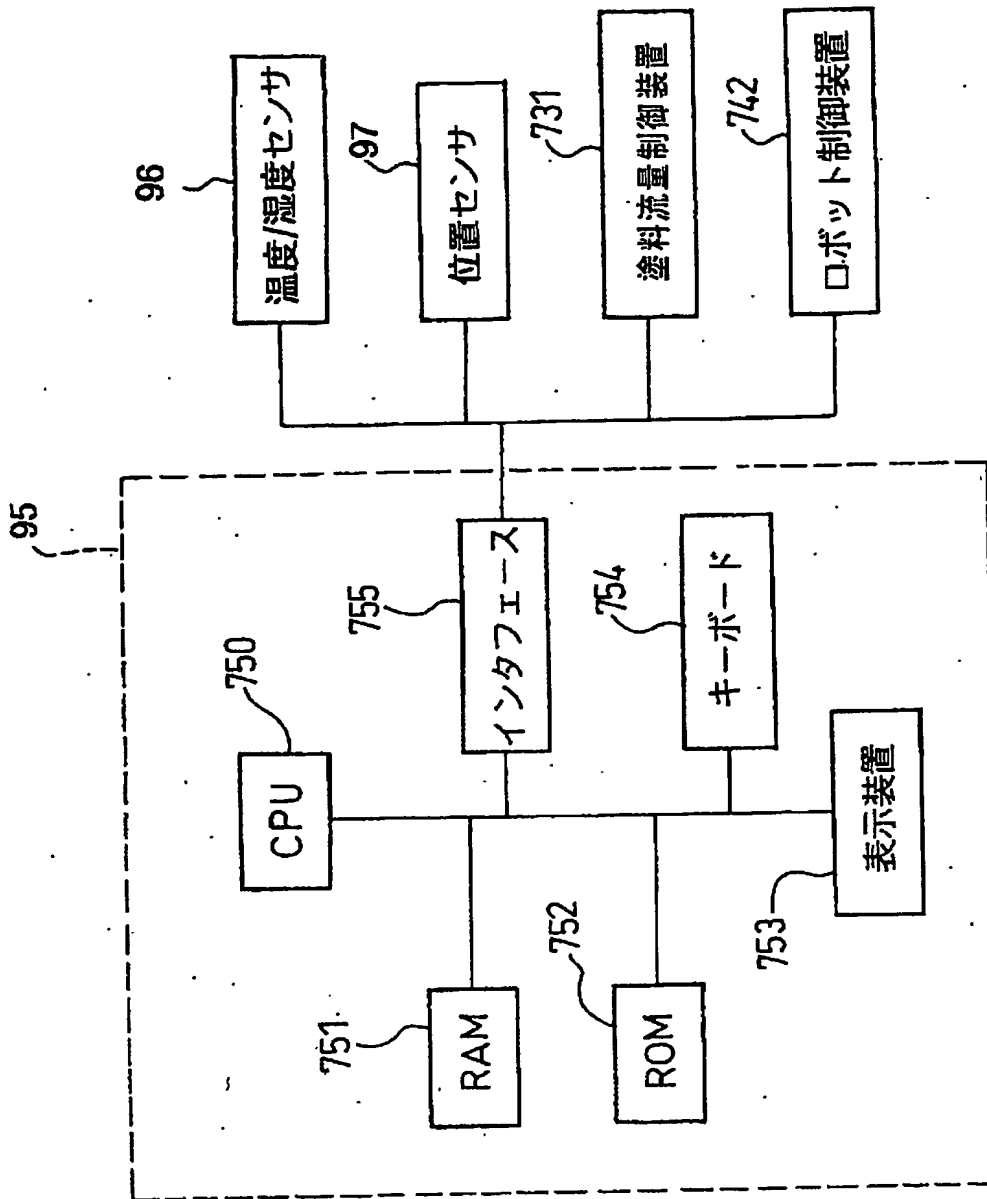 95
CPU
750
RAM
751
ROM
752
表示装置
753
インタフェース
755
キーボード
754
96
温度/湿度センサ
97
位置センサ
731
塗料流量制御装置
742
ロボット制御装置